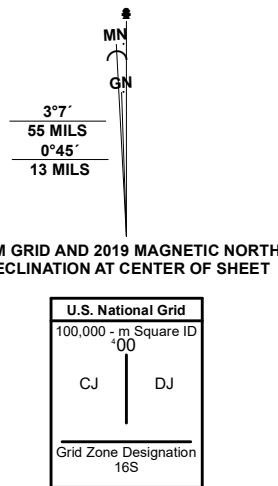 MN
GN
3°7´
55 MILS
0°45´
13 MILS
M GRID AND 2019 MAGNETIC NORTH
ECLINATION AT CENTER OF SHEET
U.S. National Grid
100,000 - m Square ID
⁴00
CJ DJ
Grid Zone Designation
16S